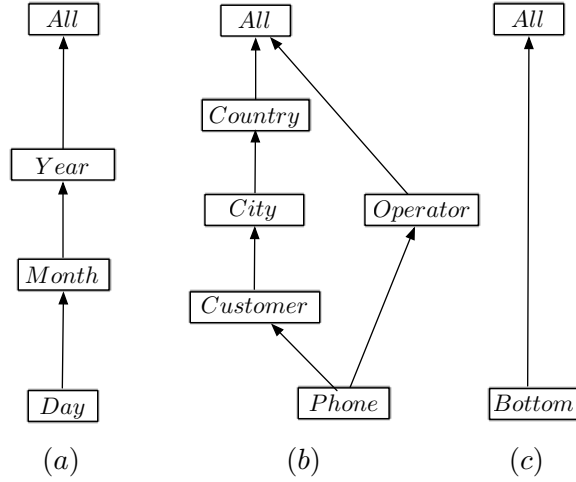 All All All
Country
Year
City Operator
Month
Customer
Day Phone Bottom
(a) (b) (c)